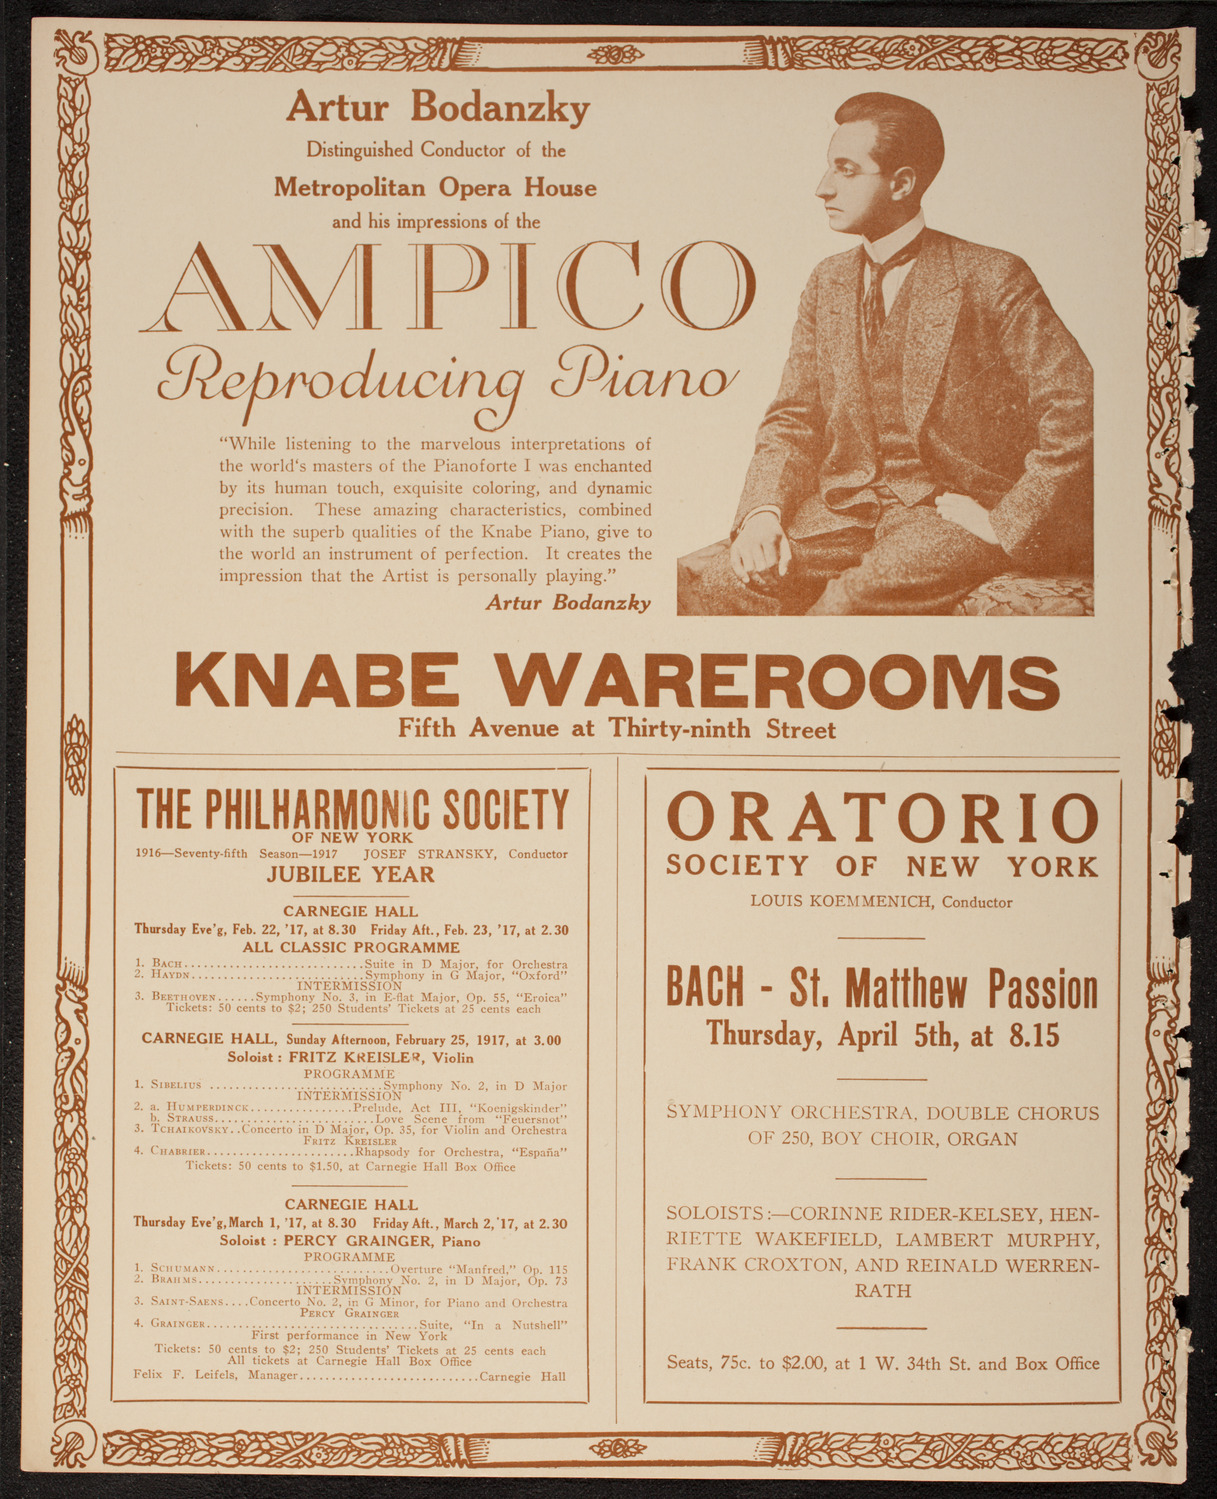 Artur Bodanzky
Distinguished Conductor of the
Metropolitan Opera House
and his impressions of the
AMPICO
Reproducing Piano
“While listening to the marvelous interpretations of
the world‘s masters of the Pianoforte I was enchanted
by its human touch, exquisite coloring, and dynamic
precision. These amazing characteristics, combined
with the superb qualities of the Knabe Piano, give to
the world an instrument of perfection. It creates the
impression that the Artist is personally playing.”
Artur Bodanzky
KNABE WAREROOMS
Fifth Avenue at Thirty-ninth Street
THE PHILHARMONIC SOCIETY
OF NEW YORK
1916—Seventy-fifth Season—1917 JOSEF STRANSKY, Conductor
JUBILEE YEAR
CARNEGIE HALL
Thursday Eve'g, Feb. 22, '17, at 8.30 Friday Aft., Feb. 23, '17, at 2.30
ALL CLASSIC PROGRAMME
1. BACH............................Suite in D Major, for Orchestra
2. HAYDN...........................Symphony in G Major, “Oxford”
INTERMISSION
3. BEETHOVEN......Symphony No. 3, in E-flat Major, Op. 55, “Eroica”
Tickets: 50 cents to $2; 250 Students' Tickets at 25 cents each
CARNEGIE HALL, Sunday Afternoon, February 25, 1917, at 3.00
Soloist : FRITZ KREISLER, Violin
PROGRAMME
1. SIBELIUS ...........................Symphony No. 2, in D Major
INTERMISSION
2. a. HUMPERDINCK................Prelude, Act III, “Koenigskinder”
b. STRAUSS.........................Love Scene from “Feuersnot”
3. TCHAIKOVSKY..Concerto in D Major, Op. 35, for Violin and Orchestra
FRITZ KREISLER
4. CHABRIER.......................Rhapsody for Orchestra, “España”
Tickets: 50 cents to $1.50, at Carnegie Hall Box Office
CARNEGIE HALL
Thursday Eve'g, March 1, '17, at 8.30 Friday Aft., March 2, '17, at 2.30
Soloist : PERCY GRAINGER, Piano
PROGRAMME
1. SCHUMANN...........................Overture “Manfred,” Op. 115
2. BRAHMS.....................Symphony No. 2, in D Major, Op. 73
INTERMISSION
3. SAINT-SAENS....Concerto No. 2, in G Minor, for Piano and Orchestra
PERCY GRAINGER
4. GRAINGER.................................Suite, “In a Nutshell”
First performance in New York
Tickets: 50 cents to $2; 250 Students' Tickets at 25 cents each
All tickets at Carnegie Hall Box Office
Felix F. Leifels, Manager............................Carnegie Hall
ORATORIO
SOCIETY OF NEW YORK
LOUIS KOEMMENICH, Conductor
BACH - St. Matthew Passion
Thursday, April 5th, at 8.15
SYMPHONY ORCHESTRA, DOUBLE CHORUS
OF 250, BOY CHOIR, ORGAN
SOLOISTS:—CORINNE RIDER-KELSEY, HEN-
RIETTE WAKEFIELD, LAMBERT MURPHY,
FRANK CROXTON, AND REINALD WERREN-
RATH
Seats, 75c. to $2.00, at 1 W. 34th St. and Box Office